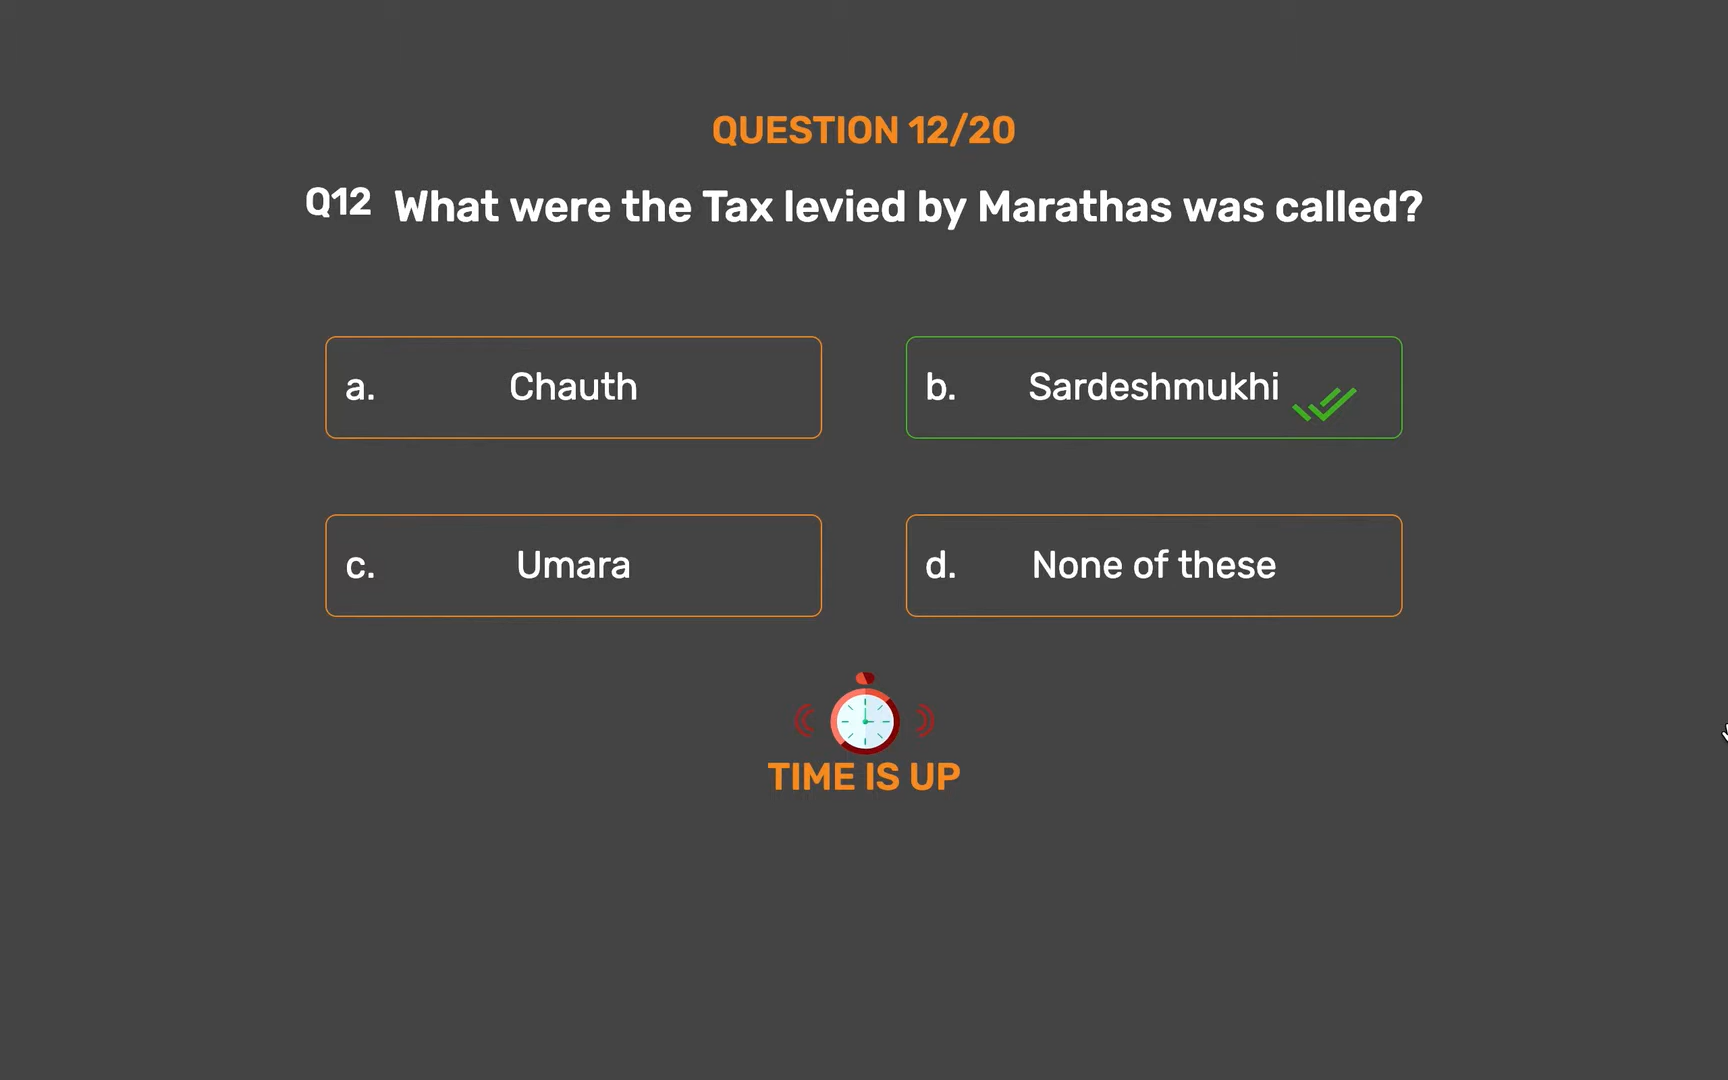 QUESTION 12/20
Q12 What were the Tax levied by Marathas was called?
a. Chauth
b. Sardeshmukhi
c. Umara
d. None of these
TIME IS UP